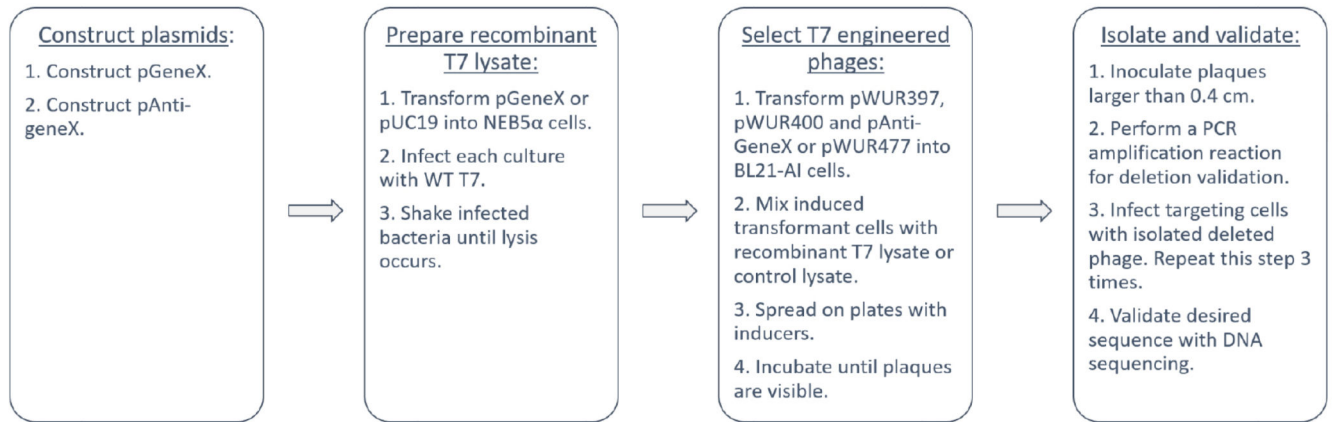 Construct plasmids:
1. Construct pGeneX.
2. Construct pAnti-
geneX.
Prepare recombinant
T7 lysate:
1. Transform pGeneX or
pUC19 into NEB5α cells.
2. Infect each culture
with WT T7.
3. Shake infected
bacteria until lysis
occurs.
Select T7 engineered
phages:
1. Transform pWUR397,
pWUR400 and pAnti-
GeneX or pWUR477 into
BL21-AI cells.
2. Mix induced
transformant cells with
recombinant T7 lysate or
control lysate.
3. Spread on plates with
inducers.
4. Incubate until plaques
are visible.
Isolate and validate:
1. Inoculate plaques
larger than 0.4 cm.
2. Perform a PCR
amplification reaction
for deletion validation.
3. Infect targeting cells
with isolated deleted
phage. Repeat this step 3
times.
4. Validate desired
sequence with DNA
sequencing.